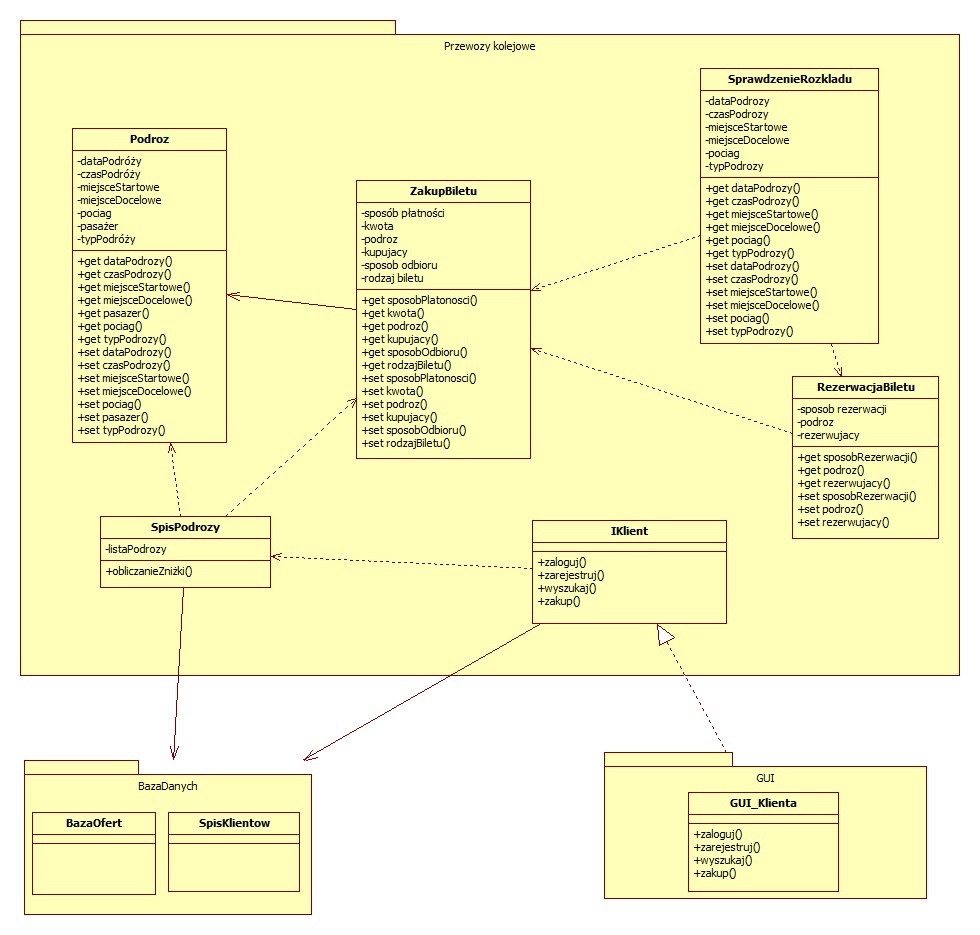 Przewozy kolejowe
SprawdzenieRozkladu
-dataPodrozy
-czasPodrozy
-miejsceStartowe
-miejsceDocelowe
-pociag
-typPodrozy
+get dataPodrozy()
+get czasPodrozy()
+get miejsceStartowe()
+get miejsceDocelowe()
+get pociag()
+get typPodrozy()
+set dataPodrozy()
+set czasPodrozy()
+set miejsceStartowe()
+set miejsceDocelowe()
+set pociag()
+set typPodrozy()
Podroz
-dataPodróży
-czasPodróży
-miejsceStartowe
-miejsceDocelowe
-pociag
-pasażer
-typPodróży
+get dataPodrozy()
+get czasPodrozy()
+get miejsceStartowe()
+get miejsceDocelowe()
+get pasazer()
+get pociag()
+get typPodrozy()
+set dataPodrozy()
+set czasPodrozy()
+set miejsceStartowe()
+set miejsceDocelowe()
+set pociag()
+set pasazer()
+set typPodrozy()
ZakupBiletu
-sposób płatności
-kwota
-podroz
-kupujacy
-sposob odbioru
-rodzaj biletu
+get sposobPlatonosci()
+get kwota()
+get podroz()
+get kupujacy()
+get sposobOdbioru()
+get rodzajBiletu()
+set sposobPlatonosci()
+set kwota()
+set podroz()
+set kupujacy()
+set sposobOdbioru()
+set rodzajBiletu()
RezerwacjaBiletu
-sposob rezerwacji
-podroz
-rezerwujacy
+get sposobRezerwacji()
+get podroz()
+get rezerwujacy()
+set sposobRezerwacji()
+set podroz()
+set rezerwujacy()
SpisPodrozy
-listaPodrozy
+obliczanieZniżki()
IKlient
+zaloguj()
+zarejestruj()
+wyszukaj()
+zakup()
BazaDanych
BazaOfert
SpisKlientow
GUI
GUI_Klienta
+zaloguj()
+zarejestruj()
+wyszukaj()
+zakup()